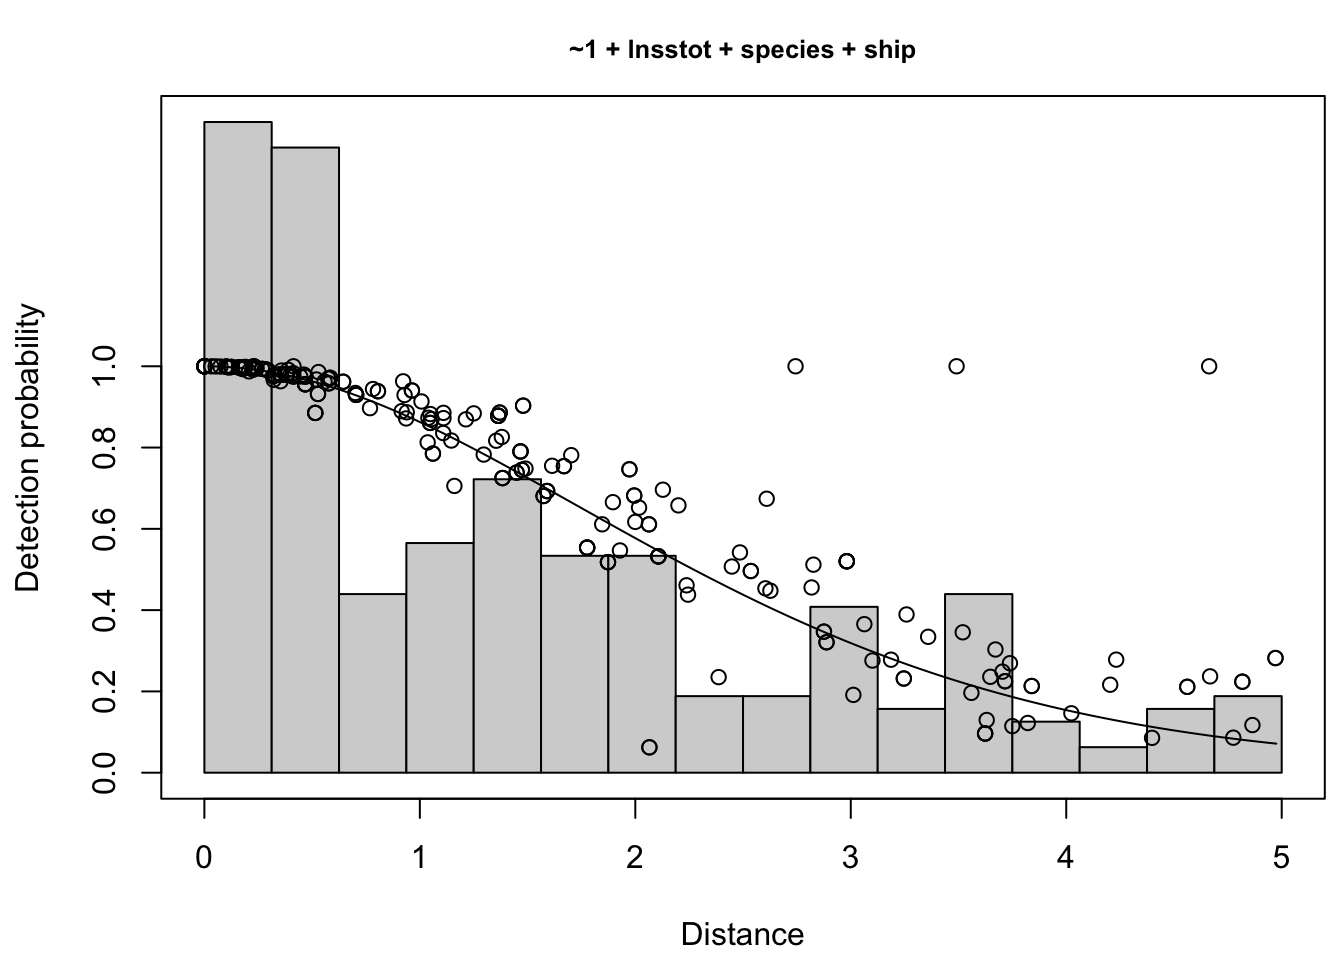 ~1 + lnsstot + species + ship
Detection probability
1.0
0.8
0.6
0.4
0.2
0.0
0 1 2 3 4 5
Distance